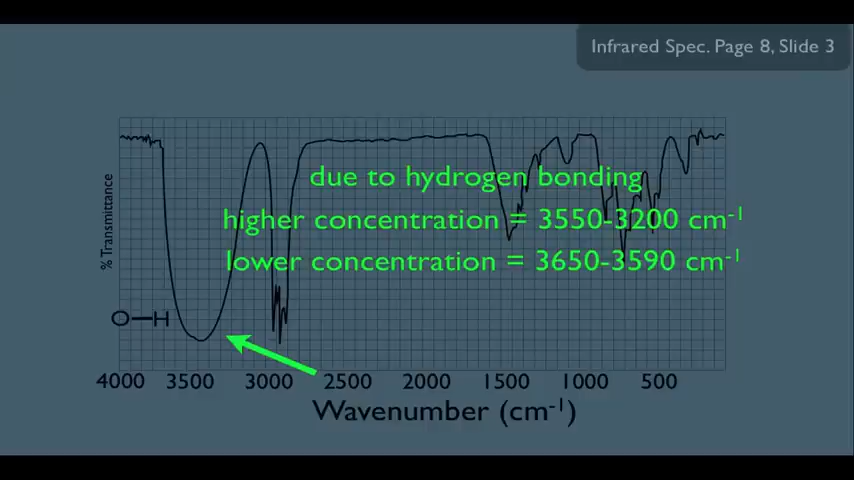 Infrared Spec. Page 8, Slide 3
due to hydrogen bonding
higher concentration = 3550-3200 cm⁻¹
lower concentration = 3650-3590 cm⁻¹
% Transmittance
O—H
4000 3500 3000 2500 2000 1500 1000 500
Wavenumber (cm⁻¹)